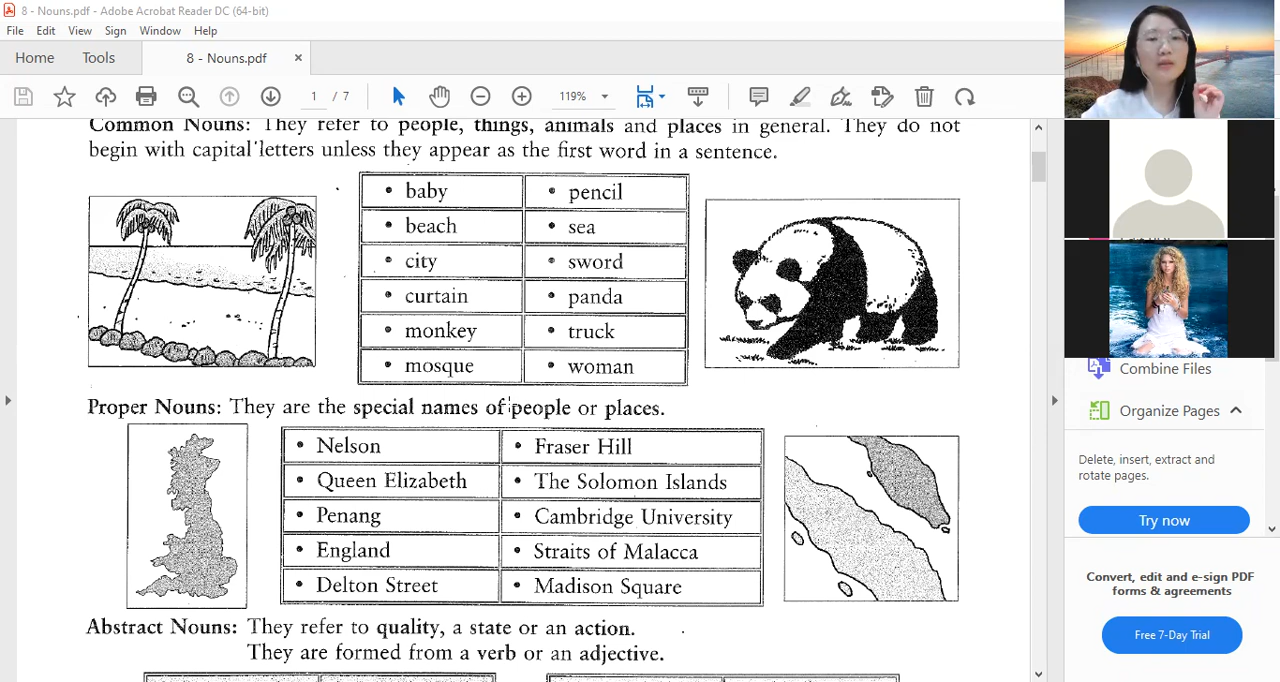 8 - Nouns.pdf - Adobe Acrobat Reader DC (64-bit)
File Edit View Sign Window Help
Home Tools 8 - Nouns.pdf ×
1 / 7 119%
Common Nouns: They refer to people, things, animals and places in general. They do not
begin with capital letters unless they appear as the first word in a sentence.
• baby • pencil
• beach • sea
• city • sword
• curtain • panda
• monkey • truck
• mosque • woman
Proper Nouns: They are the special names of people or places.
• Nelson • Fraser Hill
• Queen Elizabeth • The Solomon Islands
• Penang • Cambridge University
• England • Straits of Malacca
• Delton Street • Madison Square
Abstract Nouns: They refer to quality, a state or an action.
They are formed from a verb or an adjective.
Combine Files
Organize Pages
Delete, insert, extract and
rotate pages.
Try now
Convert, edit and e-sign PDF
forms & agreements
Free 7-Day Trial